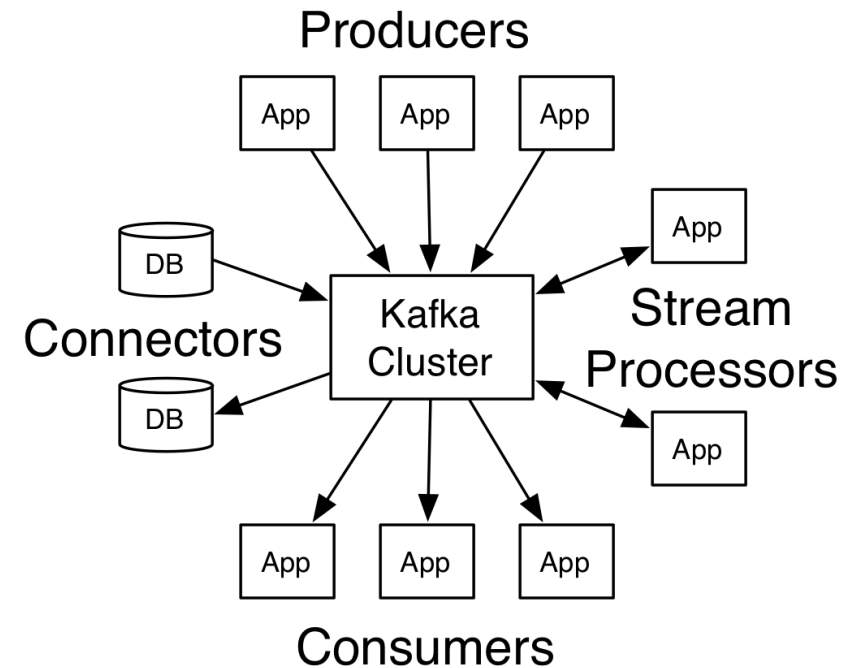 Producers
App
App
App
App
DB
Kafka
Cluster
Stream
Processors
Connectors
DB
App
App
App
App
Consumers